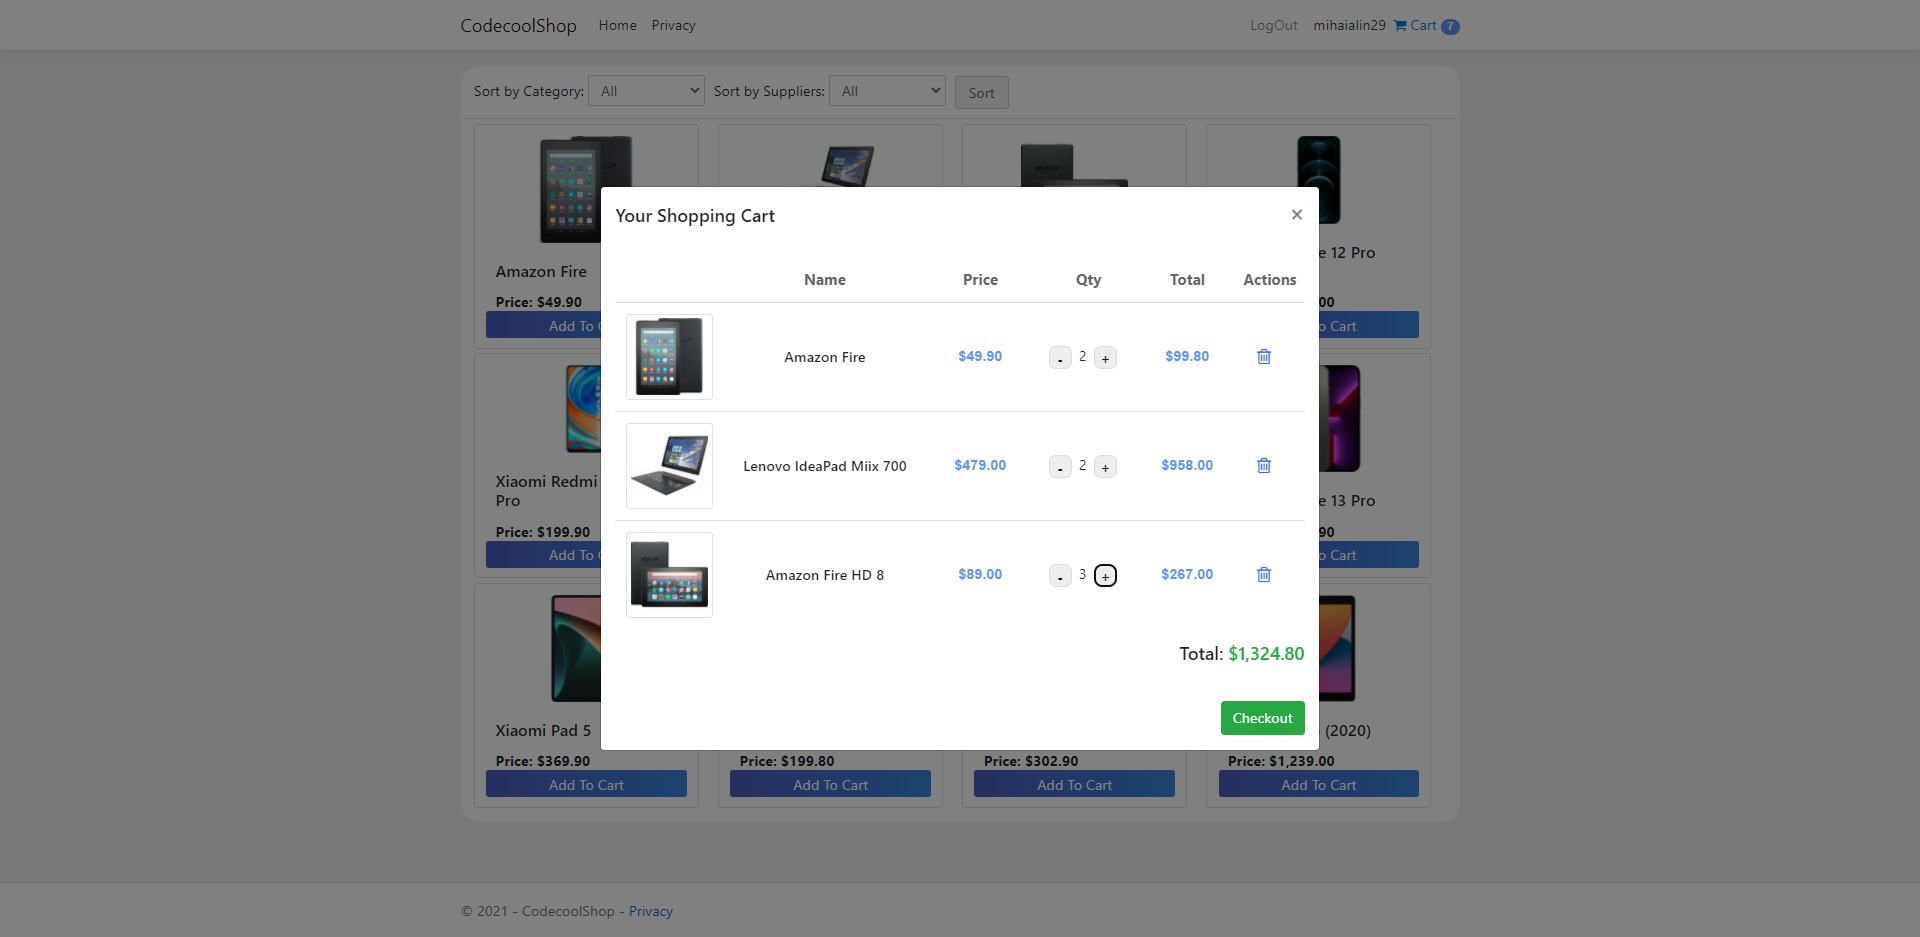 CodecoolShop Home Privacy LogOut mihaialin29 Cart 7
Sort by Category: All Sort by Suppliers: All Sort
Your Shopping Cart ×
Name Price Qty Total Actions
Amazon Fire $49.90 - 2 + $99.80
Lenovo IdeaPad Miix 700 $479.00 - 2 + $958.00
Amazon Fire HD 8 $89.00 - 3 + $267.00
Total: $1,324.80
Checkout
Amazon Fire
Price: $49.90
Add To
e 12 Pro
00
o Cart
Xiaomi Redmi
Pro
Price: $199.90
Add To
e 13 Pro
90
o Cart
Xiaomi Pad 5
Price: $369.90
Add To Cart
Price: $199.80
Add To Cart
Price: $302.90
Add To Cart
(2020)
Price: $1,239.00
Add To Cart
© 2021 - CodecoolShop - Privacy